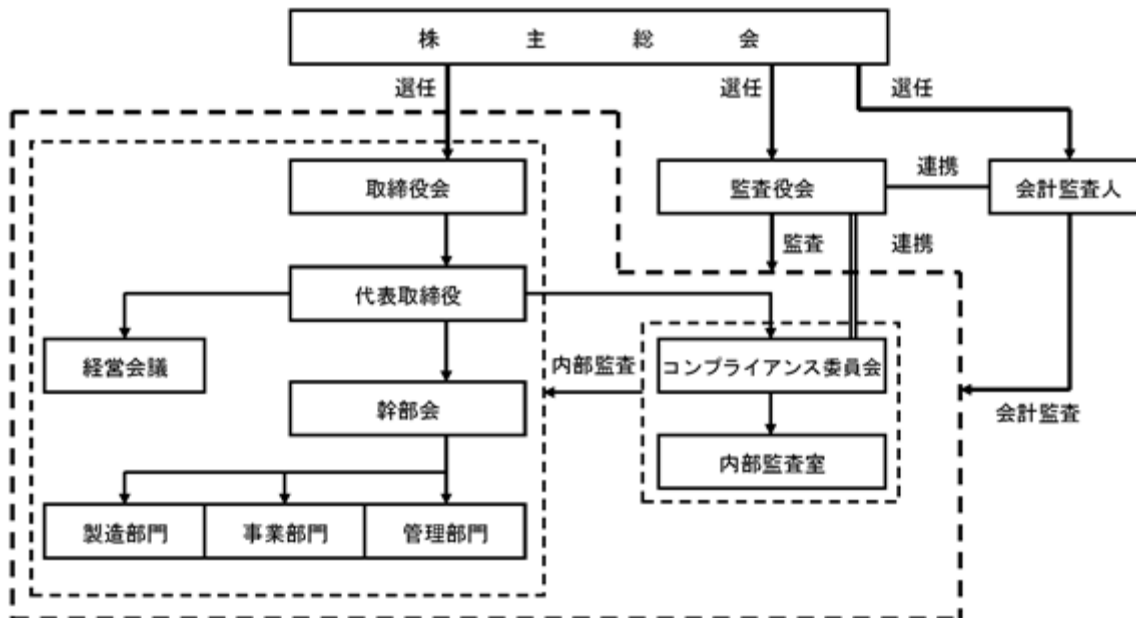 株主総会
選任
選任
選任
取締役会
監査役会
連携
会計監査人
監査
連携
代表取締役
経営会議
内部監査
コンプライアンス委員会
幹部会
会計監査
内部監査室
製造部門
事業部門
管理部門